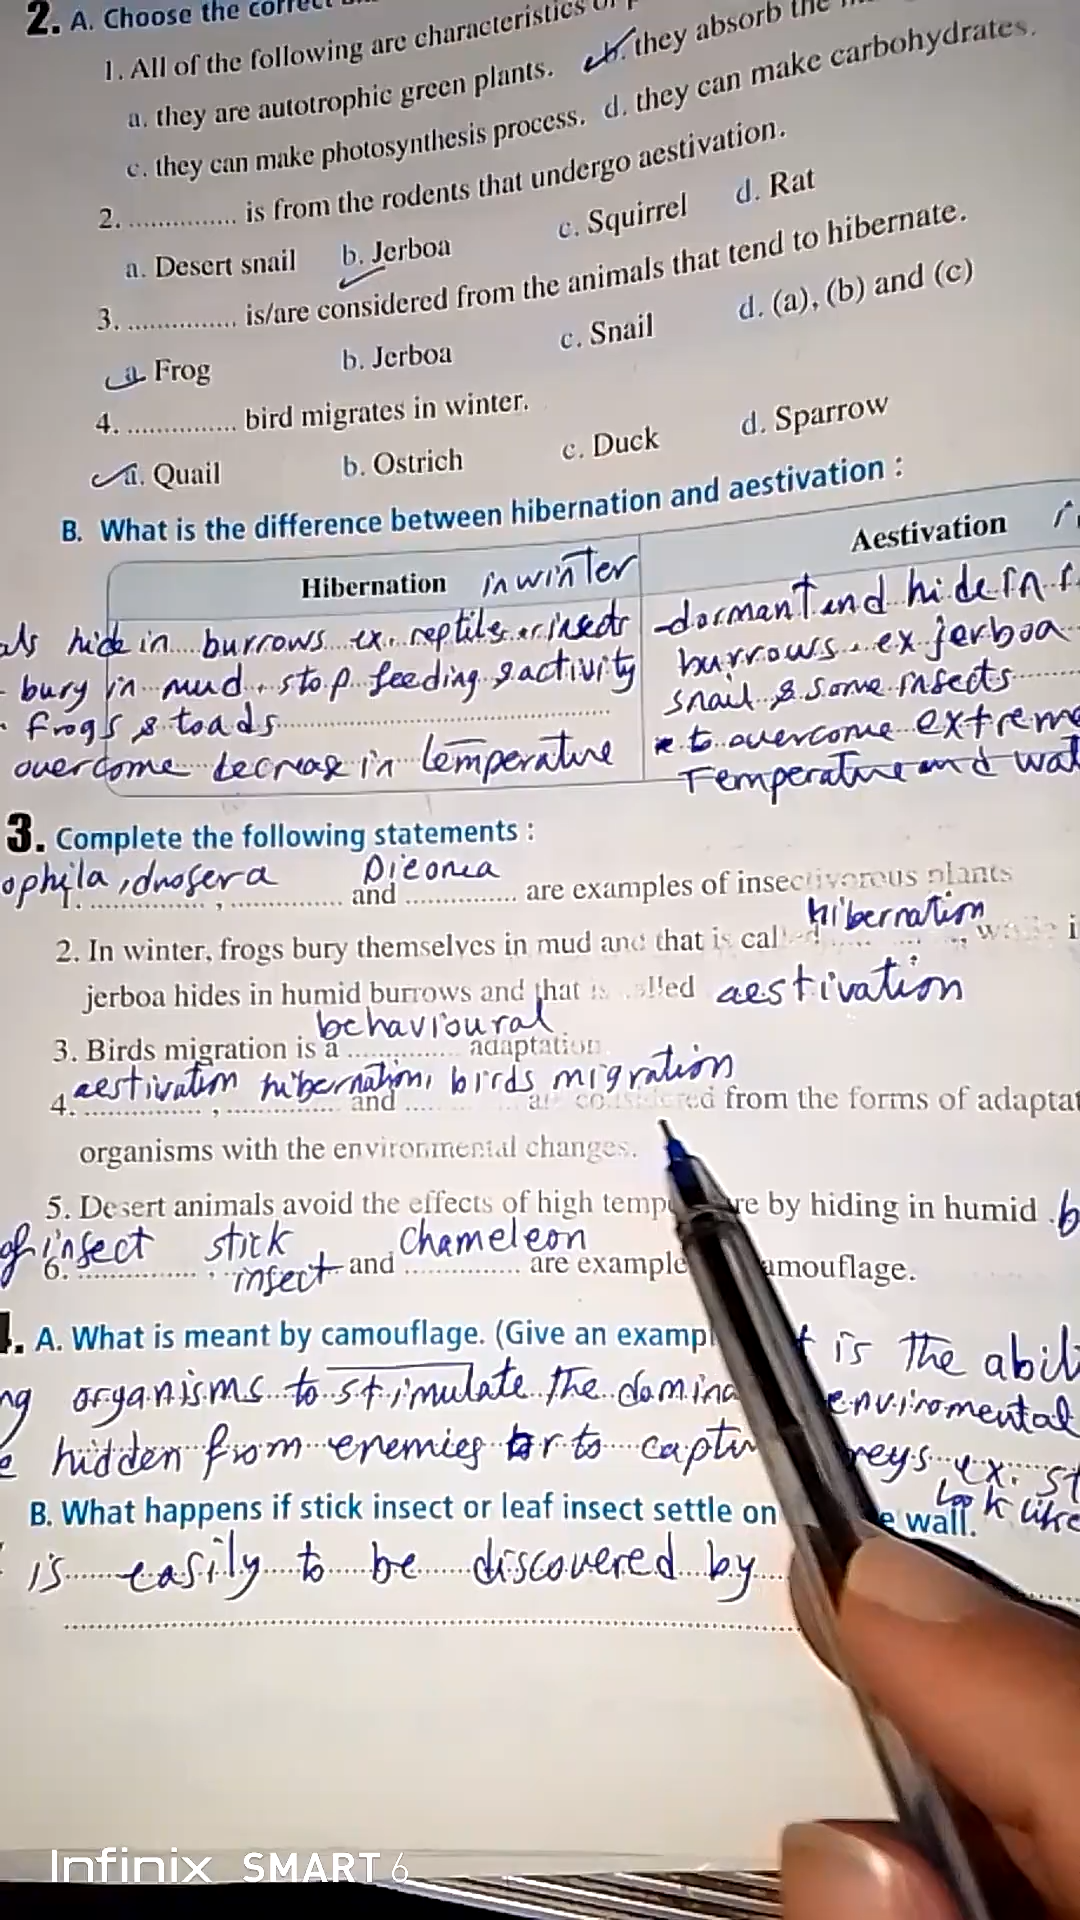 2. A. Choose the correct
1. All of the following are characteristics of
a. they are autotrophic green plants. b. they absorb the
c. they can make photosynthesis process. d. they can make carbohydrates.
2. ............... is from the rodents that undergo aestivation.
a. Desert snail b. Jerboa c. Squirrel d. Rat
3. ............... is/are considered from the animals that tend to hibernate.
a. Frog b. Jerboa c. Snail d. (a), (b) and (c)
4. ............... bird migrates in winter.
a. Quail b. Ostrich c. Duck d. Sparrow
B. What is the difference between hibernation and aestivation :
Hibernation in winter Aestivation
hide in burrows ex. reptiles or insects -dormant and hide in
- bury in mud, stop feeding & activity burrows. ex jerboa
frogs & toads snail & some insects
overcome decrease in temperature to overcome extreme
Temperature and
3. Complete the following statements :
, drosera Dieonea
1. ............... , ............... and ............... are examples of insectivorous plants
hibernation
2. In winter, frogs bury themselves in mud and that is called ..............., while
jerboa hides in humid burrows and that is called aestivation
behavioural
3. Birds migration is a ............... adaptation
aestivation hibernation, birds migration
4. ............... , ............... and ............... are considered from the forms of
organisms with the environmental changes.
5. Desert animals avoid the effects of high temperature by hiding in humid
insect stick chameleon
6. ............... , ............... and ............... are example camouflage.
insect
A. What is meant by camouflage. (Give an is the
organisms to stimulate the enviromental
hidden from enemies or to
ex.
look like
B. What happens if stick insect or leaf insect settle on wall.
is easily to be discovered by
Infinix SMART 6